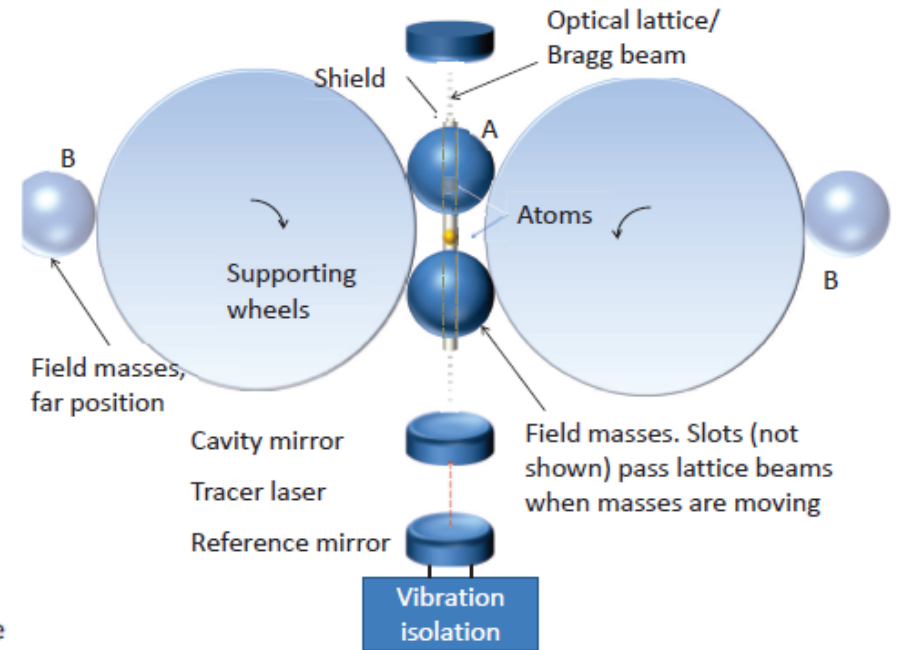 Optical lattice/
Bragg beam
Shield
A
B
Atoms
Supporting
wheels
B
Field masses,
far position
Cavity mirror
Field masses. Slots (not
shown) pass lattice beams
when masses are moving
Tracer laser
Reference mirror
Vibration
isolation
e